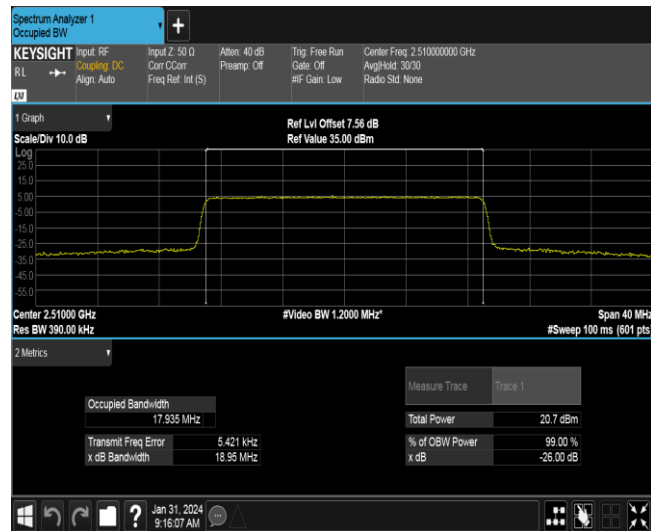 Spectrum Analyzer 1
Occupied BW
+
KEYSIGHT
RL
LXI
Input: RF
Coupling: DC
Align: Auto
Input Z: 50 Ω
Corr CCorr
Freq Ref: Int (S)
Atten: 40 dB
Preamp: Off
Trig: Free Run
Gate: Off
#IF Gain: Low
Center Freq: 2.510000000 GHz
Avg|Hold: 30/30
Radio Std: None
1 Graph
Scale/Div 10.0 dB
Ref Lvl Offset 7.56 dB
Ref Value 35.00 dBm
Log
25.0
15.0
5.00
-5.00
-15.0
-25.0
-35.0
-45.0
-55.0
Center 2.51000 GHz
#Video BW 1.2000 MHz*
Span 40 MHz
Res BW 390.00 kHz
#Sweep 100 ms (601 pts)
2 Metrics
Measure Trace Trace 1
Occupied Bandwidth
17.935 MHz
Total Power 20.7 dBm
Transmit Freq Error 5.421 kHz
% of OBW Power 99.00 %
x dB Bandwidth 18.95 MHz
x dB -26.00 dB
?
Jan 31, 2024
9:16:07 AM